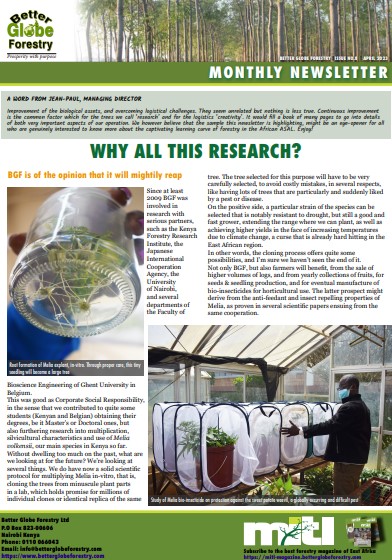 Better
Globe
Forestry
Prosperity with purpose
BETTER GLOBE FORESTRY ISSUE NO.8 APRIL 2022
MONTHLY NEWSLETTER
A WORD FROM JEAN-PAUL, MANAGING DIRECTOR
Improvement of the biological assets, and overcoming logistical challenges. They seem unrelated but nothing is less true. Continuous improvement
is the common factor which for the trees we call 'research' and for the logistics 'creativity'. It would fill a book of many pages to go into details
of both very important aspects of our operation. We however believe that the sample this newsletter is highlighting, might be an eye-opener for all
who are genuinely interested to know more about the captivating learning curve of forestry in the African ASAL. Enjoy!
WHY ALL THIS RESEARCH?
BGF is of the opinion that it will mightily reap
Since at least
2009 BGF was
involved in
research with
serious partners,
such as the Kenya
Forestry Research
Institute, the
Japanese
International
Cooperation
Agency, the
University
of Nairobi,
and several
departments of
the Faculty of
Root formation of Melia explant, in-vitro. Through proper care, this tiny
seedling will become a large tree
Bioscience Engineering of Ghent University in
Belgium.
This was good as Corporate Social Responsibility,
in the sense that we contributed to quite some
students (Kenyan and Belgian) obtaining their
degrees, be it Master's or Doctoral ones, but
also furthering research into multiplication,
silvicultural characteristics and use of Melia
volkensii, our main species in Kenya so far.
Without dwelling too much on the past, what are
we looking at for the future? We're looking at
several things. We do have now a solid scientific
protocol for multiplying Melia in-vitro, that is,
cloning the trees from minuscule plant parts
in a lab, which holds promise for millions of
individual clones or identical replica of the same
tree. The tree selected for this purpose will have to be very
carefully selected, to avoid costly mistakes, in several respects,
like having lots of trees that are particularly and suddenly liked
by a pest or disease.
On the positive side, a particular strain of the species can be
selected that is notably resistant to drought, but still a good and
fast grower, extending the range where we can plant, as well as
achieving higher yields in the face of increasing temperatures
due to climate change, a curse that is already hard hitting in the
East African region.
In other words, the cloning process offers quite some
possibilities, and I'm sure we haven't seen the end of it.
Not only BGF, but also farmers will benefit, from the sale of
higher volumes of logs, and from yearly collections of fruits, for
seeds & seedling production, and for eventual manufacture of
bio-insecticides for horticultural use. The latter prospect might
derive from the anti-feedant and insect repelling properties of
Melia, as proven in several scientific papers ensuing from the
same cooperation.
Study of Melia bio-insecticide on protection against the sweet potato weevil, a globally occurring and difficult pest
Better Globe Forestry Ltd
P.O Box 823-00606
Nairobi Kenya
Phone: 0110 066043
Email: info@betterglobeforestry.com
https://www.betterglobeforestry.com
miti
Subscribe to the best forestry magazine of East Africa
https://miti-magazine.betterglobeforestry.com